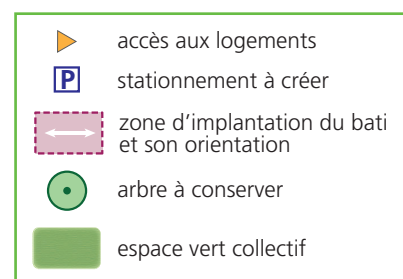 accès aux logements
P stationnement à créer
zone d'implantation du bati
et son orientation
arbre à conserver
espace vert collectif